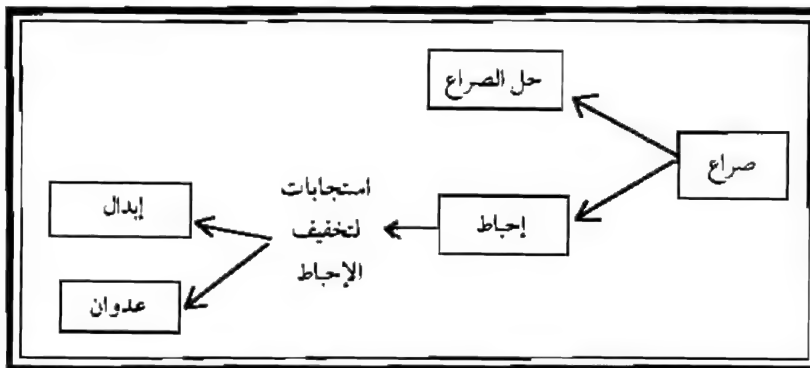 حل الصراع
صراع
إحباط
استجابات
لتخفيف
الإحباط
إبدال
عدوان